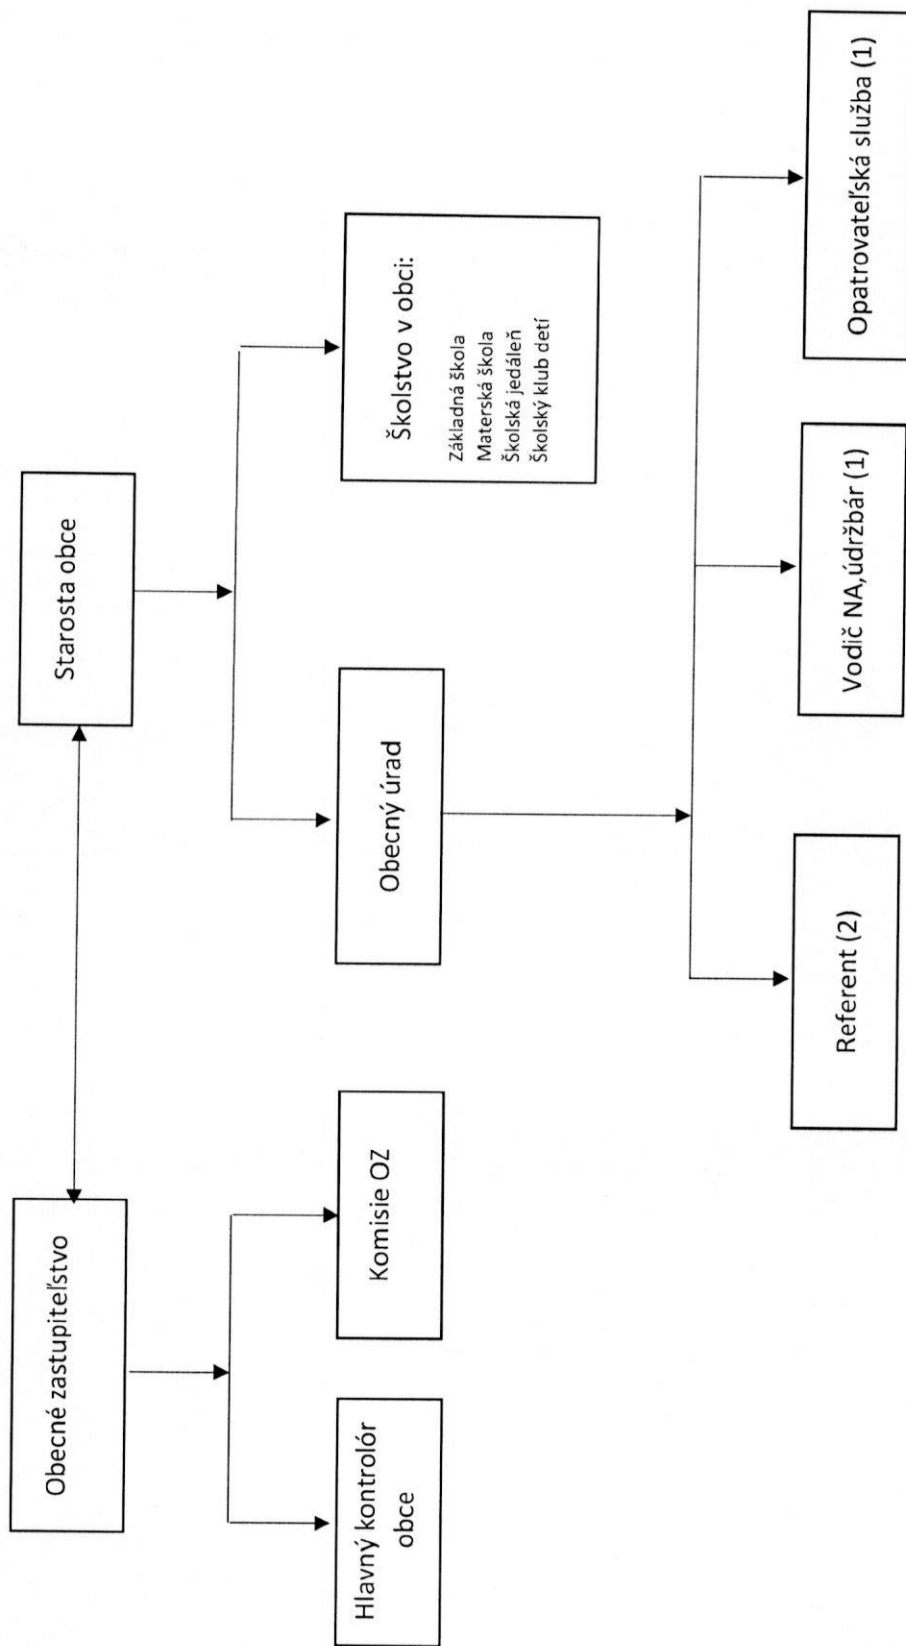 Obecné zastupiteľstvo
Starosta obce
Hlavný kontrolór
obce
Komisie OZ
Obecný úrad
Školstvo v obci:
Základná škola
Materská škola
Školská jedáleň
Školský klub detí
Referent (2)
Vodič NA,údržbár (1)
Opatrovateľská služba (1)